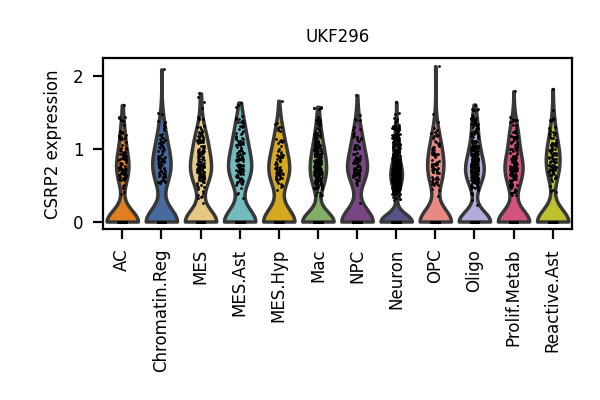 UKF296
CSRP2 expression
2
1
0
AC
Chromatin.Reg
MES
MES.Ast
MES.Hyp
Mac
NPC
Neuron
OPC
Oligo
Prolif.Metab
Reactive.Ast